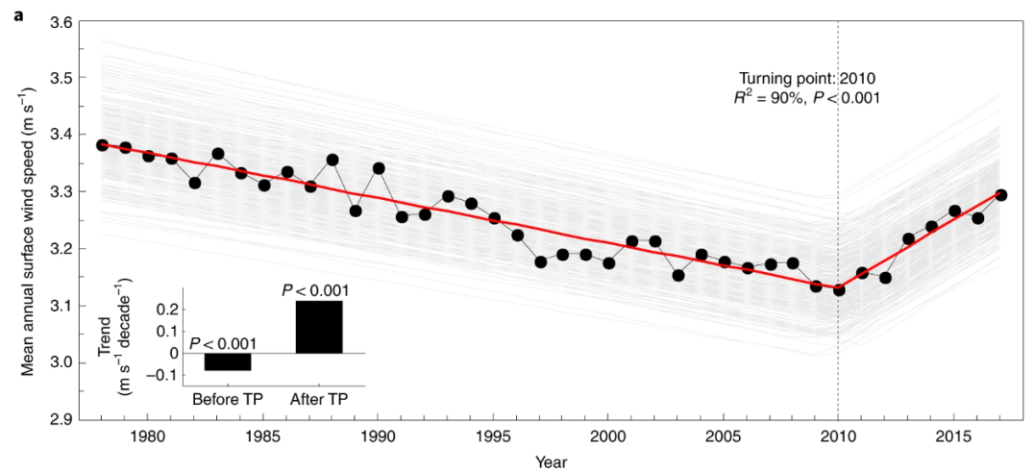 a
3.6
3.5
3.4
3.3
3.2
3.1
3.0
2.9
Mean annual surface wind speed (m s⁻¹)
Turning point: 2010
R² = 90%, P < 0.001
Trend
(m s⁻¹ decade⁻¹)
0.2
0.1
0
−0.1
P < 0.001
P < 0.001
Before TP After TP
1980 1985 1990 1995 2000 2005 2010 2015
Year